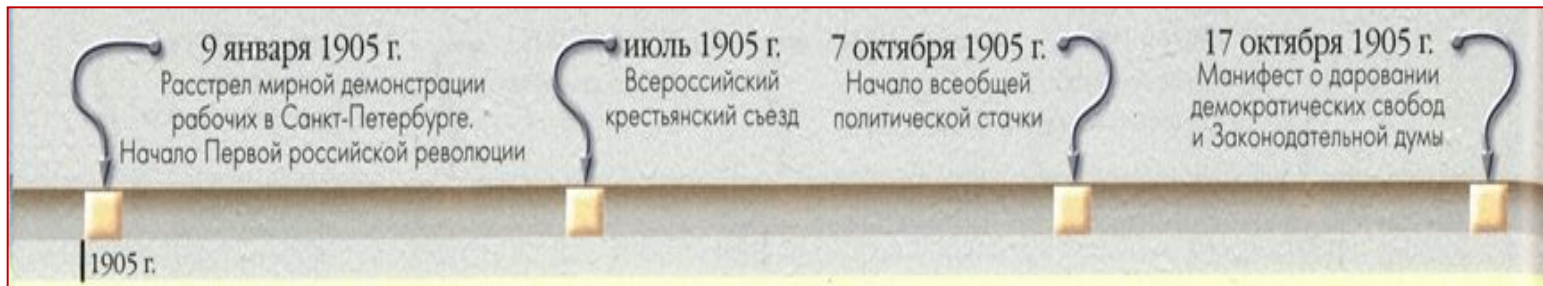 9 января 1905 г.
Расстрел мирной демонстрации
рабочих в Санкт-Петербурге.
Начало Первой российской революции
июль 1905 г.
Всероссийский
крестьянский съезд
7 октября 1905 г.
Начало всеобщей
политической стачки
17 октября 1905 г.
Манифест о даровании
демократических свобод
и Законодательной думы
1905 г.